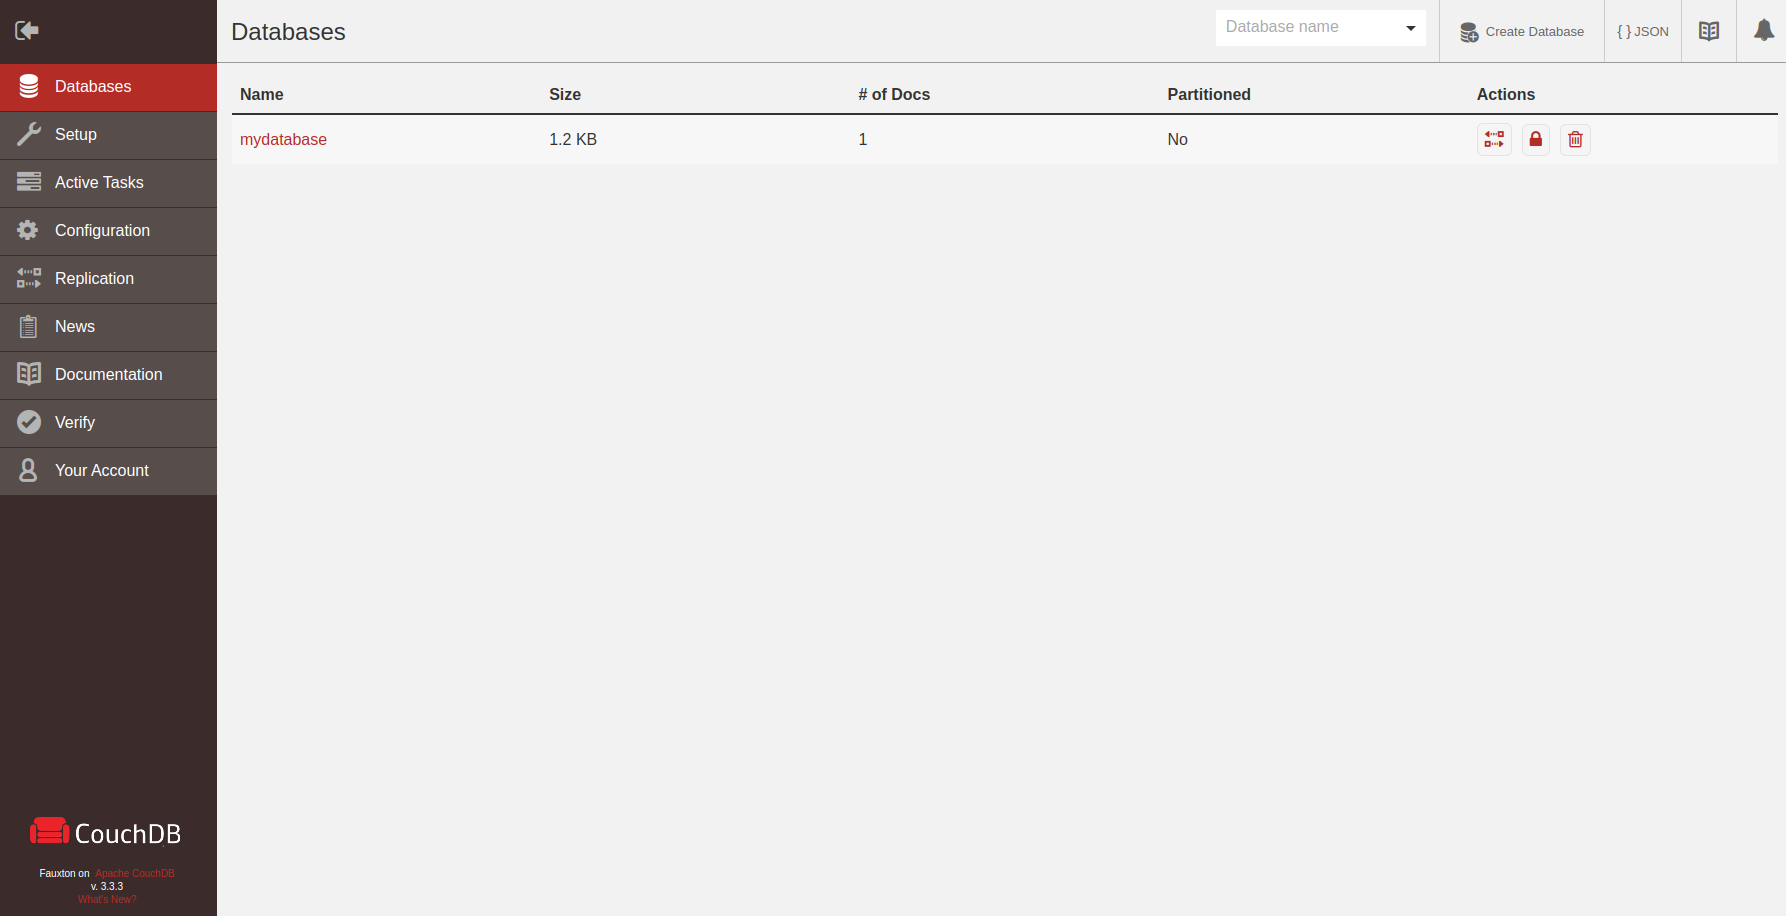 Databases
Setup
Active Tasks
Configuration
Replication
News
Documentation
Verify
Your Account
CouchDB
Fauxton on Apache CouchDB
v. 3.3.3
What's New?
Databases
Database name
Create Database
{ } JSON
Name Size # of Docs Partitioned Actions
mydatabase 1.2 KB 1 No